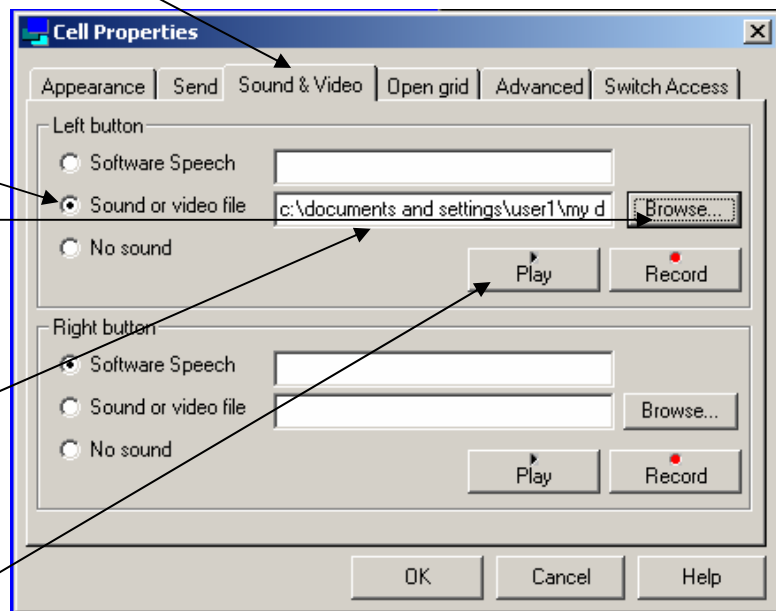 Cell Properties
Appearance Send Sound & Video Open grid Advanced Switch Access
Left button
Software Speech
Sound or video file c:\documents and settings\user1\my d Browse...
No sound
Play Record
Right button
Software Speech
Sound or video file Browse...
No sound
Play Record
OK Cancel Help